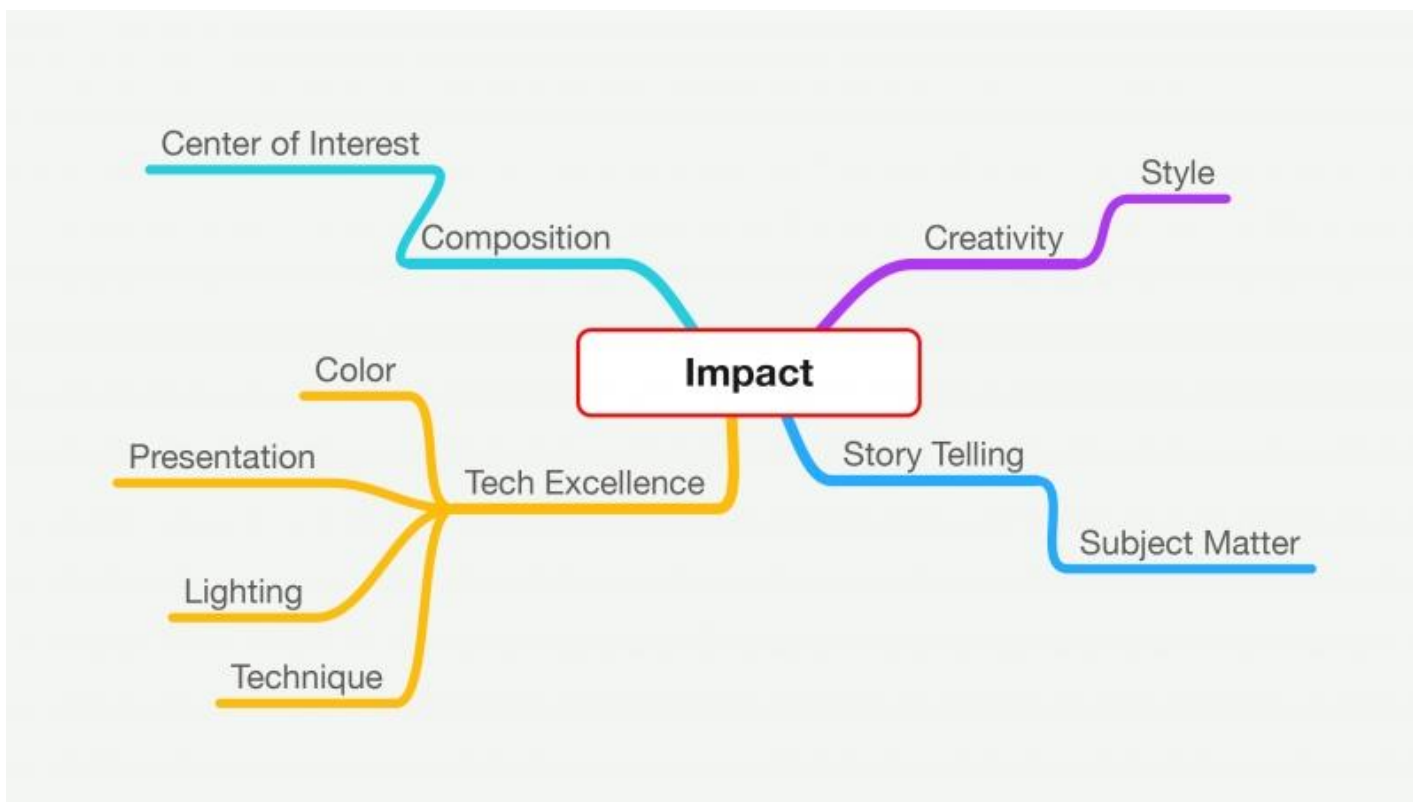 Center of Interest
Composition
Style
Creativity
Impact
Color
Presentation
Tech Excellence
Lighting
Technique
Story Telling
Subject Matter